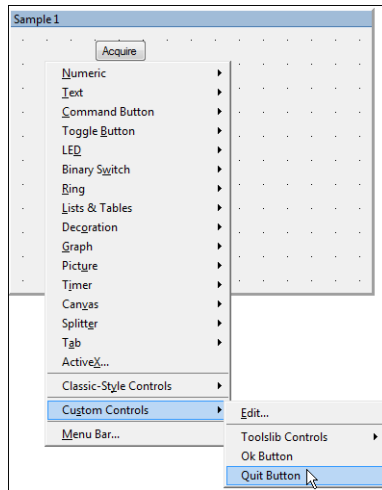 Sample 1
Acquire
Numeric
Text
Command Button
Toggle Button
LED
Binary Switch
Ring
Lists & Tables
Decoration
Graph
Picture
Timer
Canvas
Splitter
Tab
ActiveX...
Classic-Style Controls
Custom Controls
Menu Bar...
Edit...
Toolslib Controls
Ok Button
Quit Button